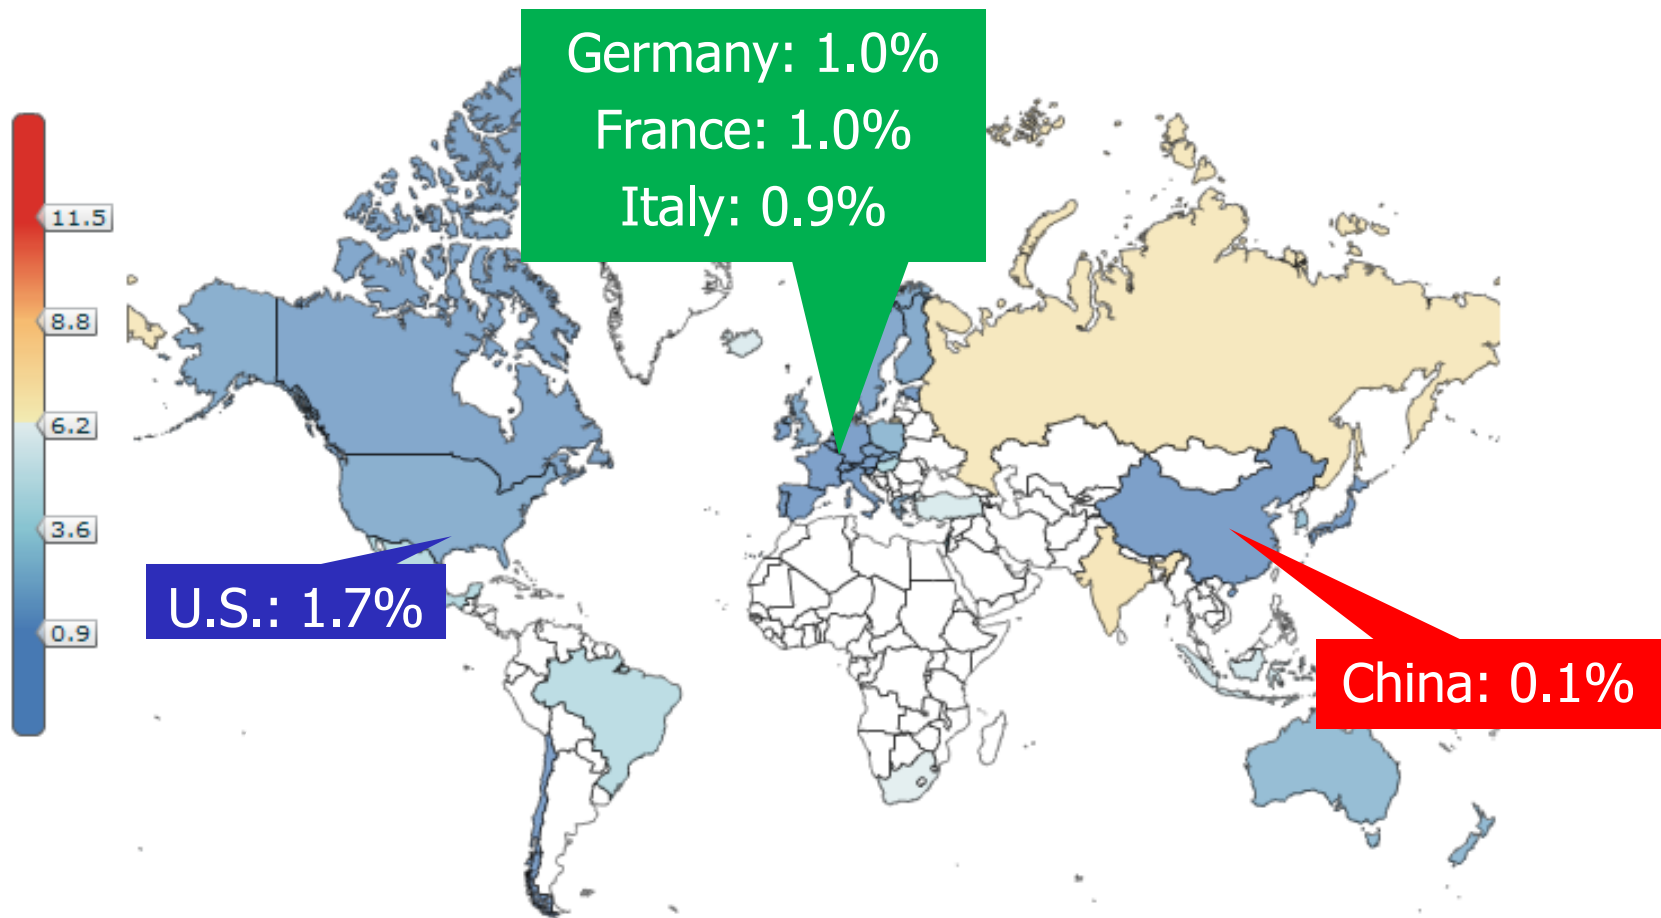 Germany: 1.0%
France: 1.0%
Italy: 0.9%
11.5
8.8
6.2
3.6
0.9
U.S.: 1.7%
China: 0.1%